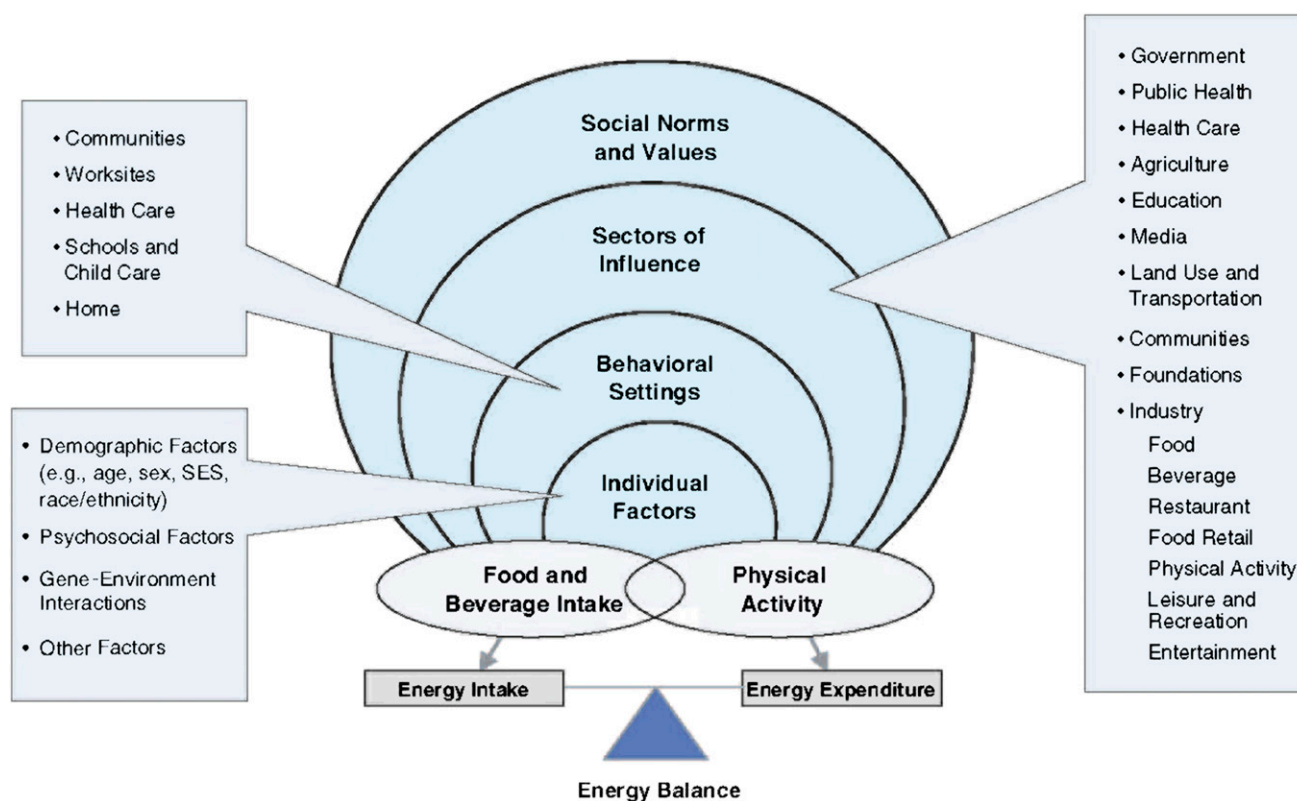 • Communities
• Worksites
• Health Care
• Schools and
Child Care
• Home
• Demographic Factors
(e.g., age, sex, SES,
race/ethnicity)
• Psychosocial Factors
• Gene-Environment
Interactions
• Other Factors
Social Norms
and Values
Sectors of
Influence
Behavioral
Settings
Individual
Factors
Food and
Beverage Intake
Physical
Activity
Energy Intake
Energy Expenditure
Energy Balance
• Government
• Public Health
• Health Care
• Agriculture
• Education
• Media
• Land Use and
Transportation
• Communities
• Foundations
• Industry
Food
Beverage
Restaurant
Food Retail
Physical Activity
Leisure and
Recreation
Entertainment